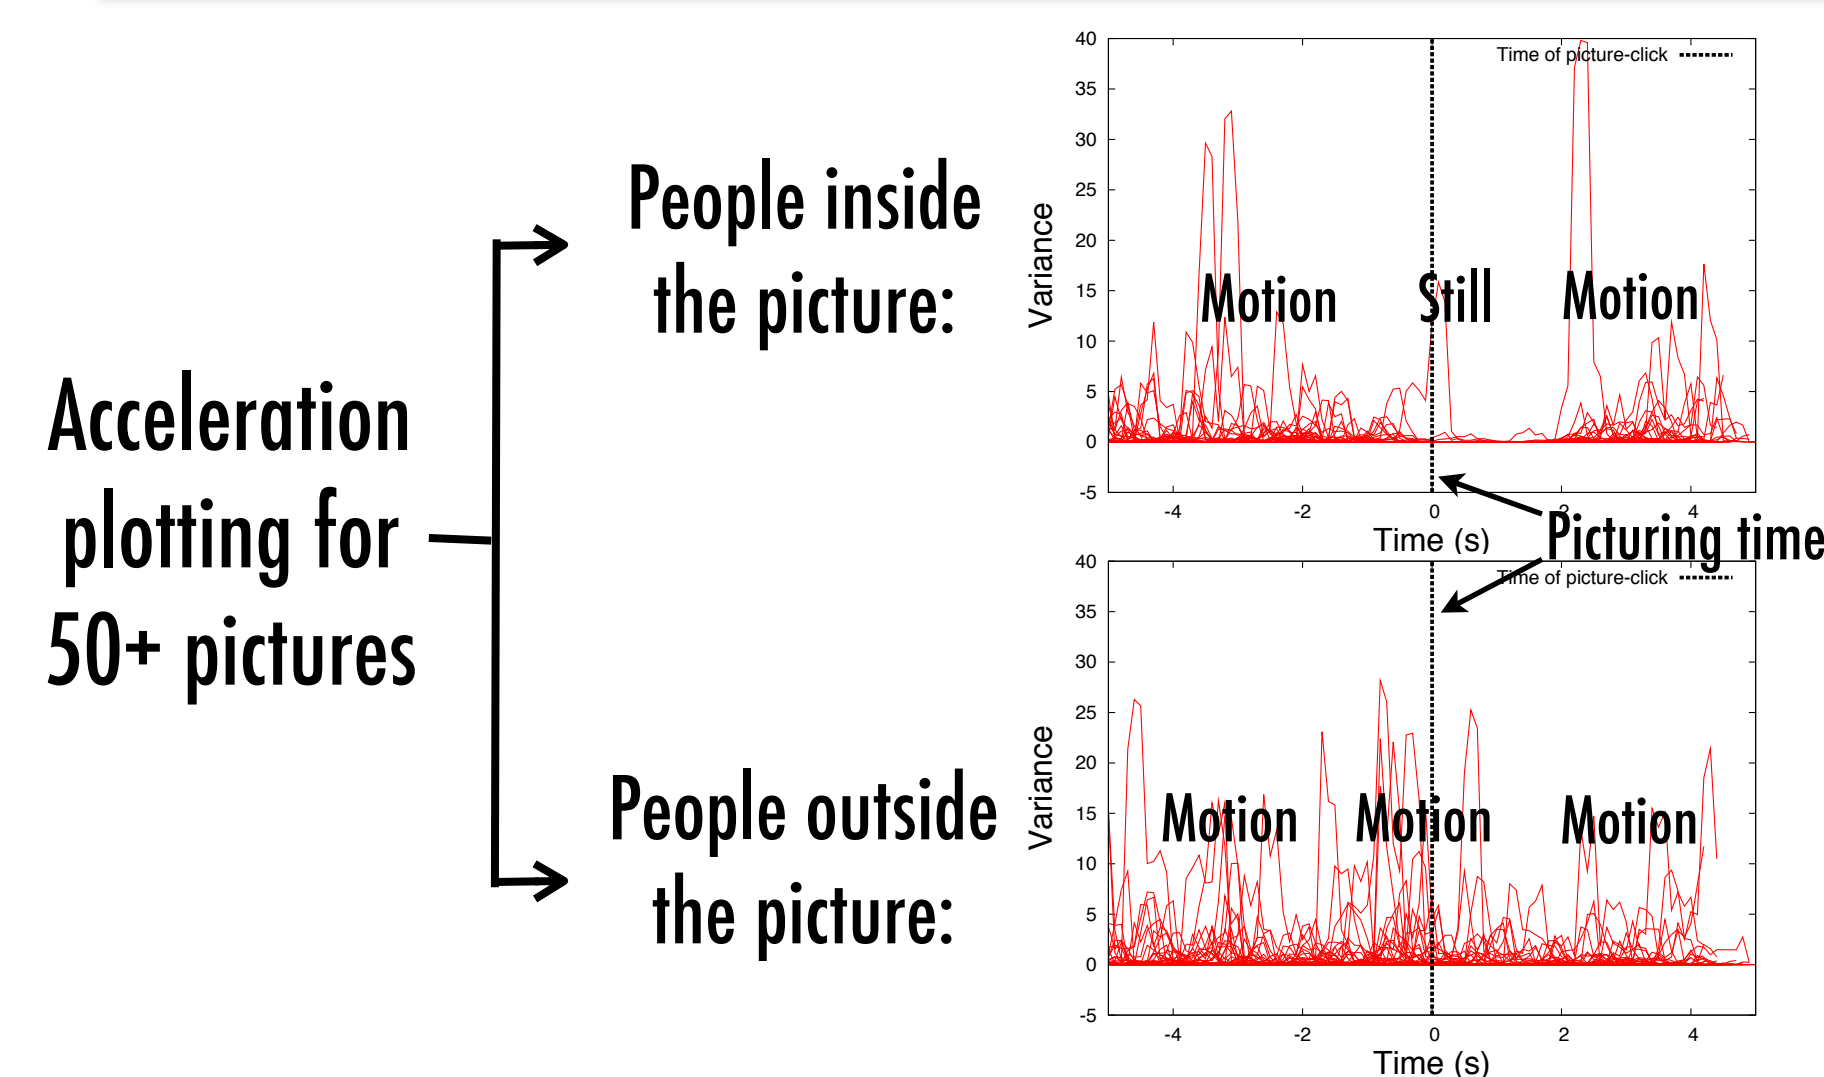 Acceleration
plotting for
50+ pictures
People inside
the picture:
40
35
30
25
20
15
10
5
0
-5
Variance
Time of picture-click
Motion
Still
Motion
-4
-2
0
2
4
Time (s)
Picturing time
People outside
the picture:
40
35
30
25
20
15
10
5
0
-5
Variance
Time of picture-click
Motion
Motion
Motion
-4
-2
0
2
4
Time (s)